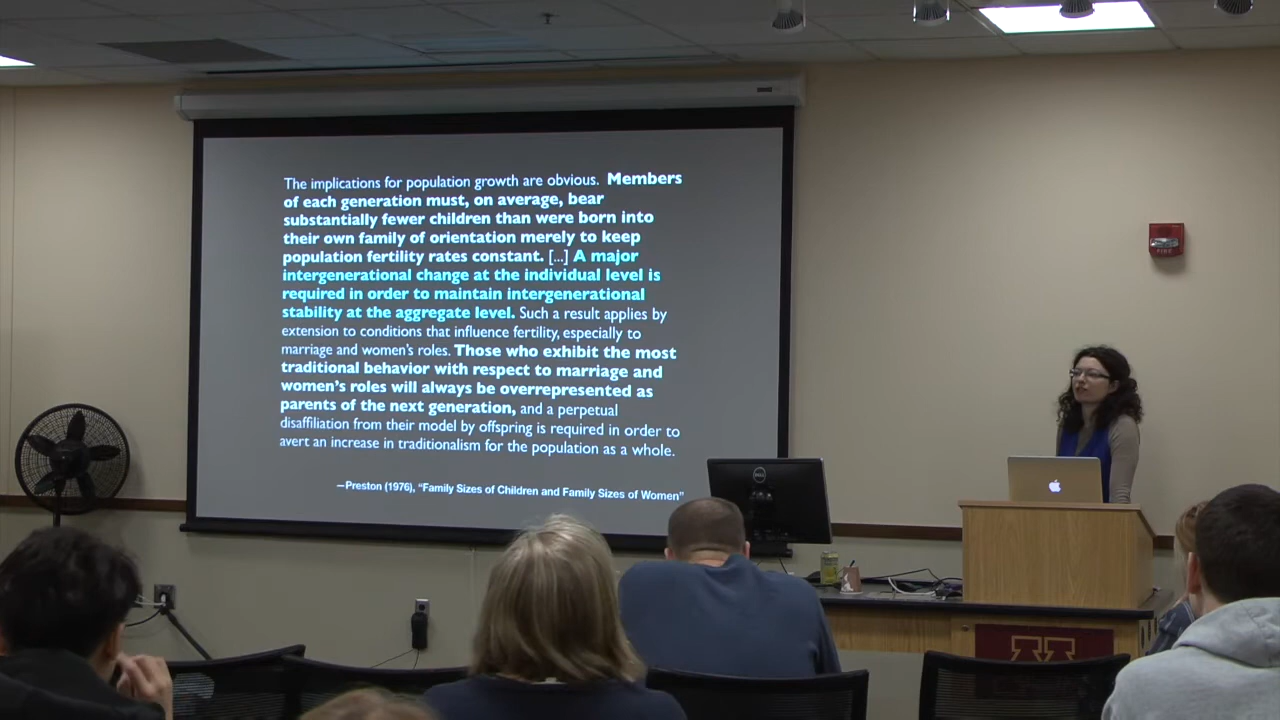 The implications for population growth are obvious. Members
of each generation must, on average, bear
substantially fewer children than were born into
their own family of orientation merely to keep
population fertility rates constant. [...] A major
intergenerational change at the individual level is
required in order to maintain intergenerational
stability at the aggregate level. Such a result applies by
extension to conditions that influence fertility, especially to
marriage and women's roles. Those who exhibit the most
traditional behavior with respect to marriage and
women's roles will always be overrepresented as
parents of the next generation, and a perpetual
disaffiliation from their model by offspring is required in order to
avert an increase in traditionalism for the population as a whole.
—Preston (1976), "Family Sizes of Children and Family Sizes of Women"
FIRE
DELL
M